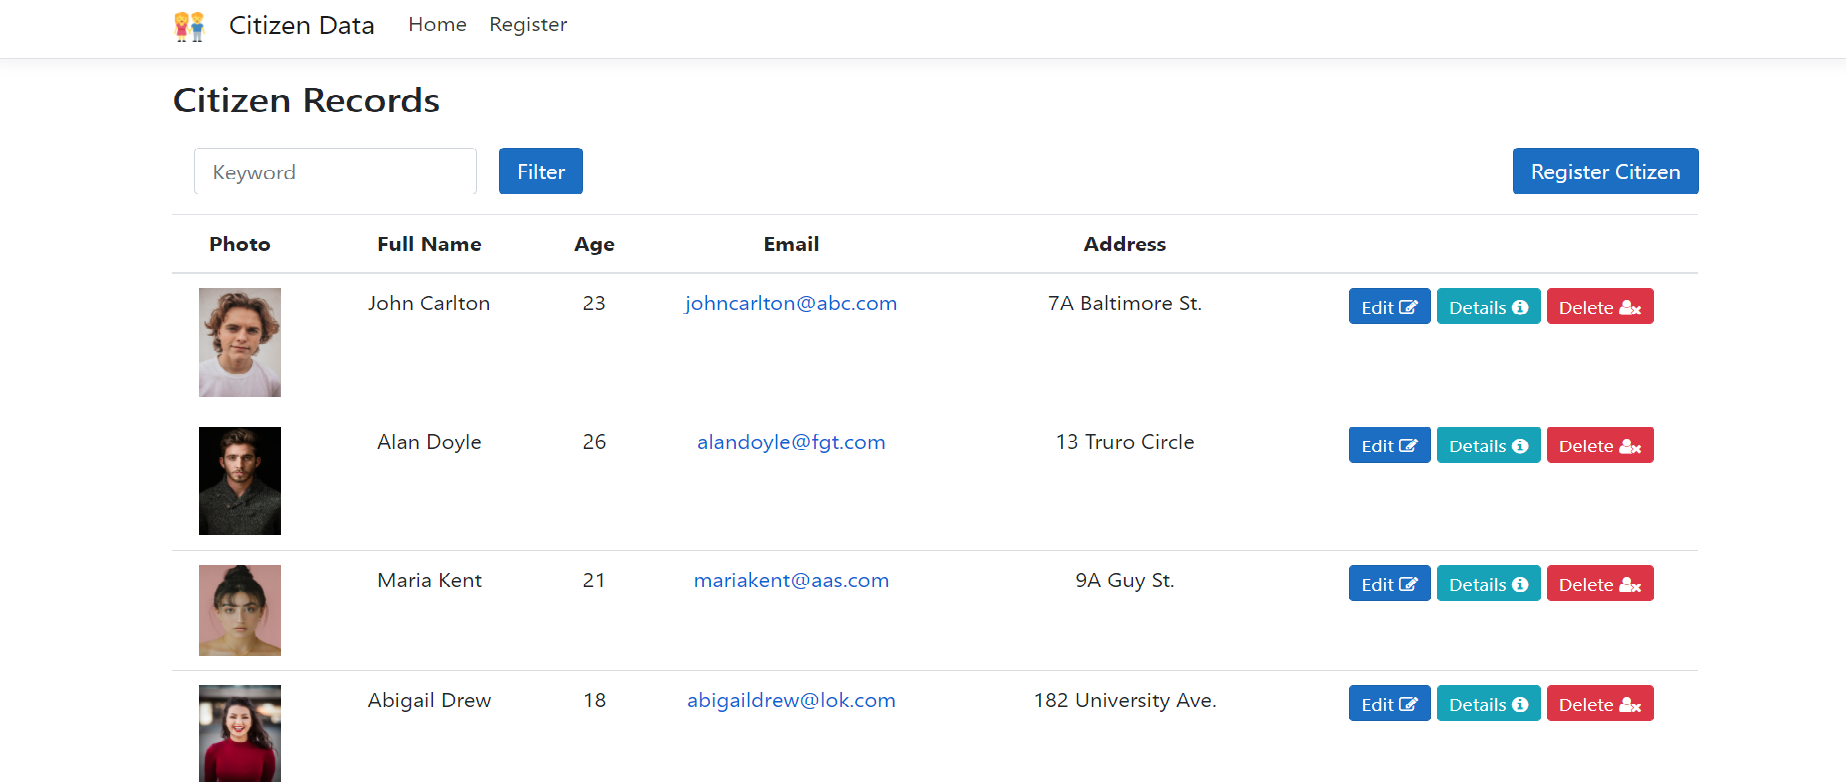 Citizen Data Home Register
Citizen Records
Keyword Filter Register Citizen
Photo Full Name Age Email Address
John Carlton 23 johncarlton@abc.com 7A Baltimore St. Edit Details Delete
Alan Doyle 26 alandoyle@fgt.com 13 Truro Circle Edit Details Delete
Maria Kent 21 mariakent@aas.com 9A Guy St. Edit Details Delete
Abigail Drew 18 abigaildrew@lok.com 182 University Ave. Edit Details Delete